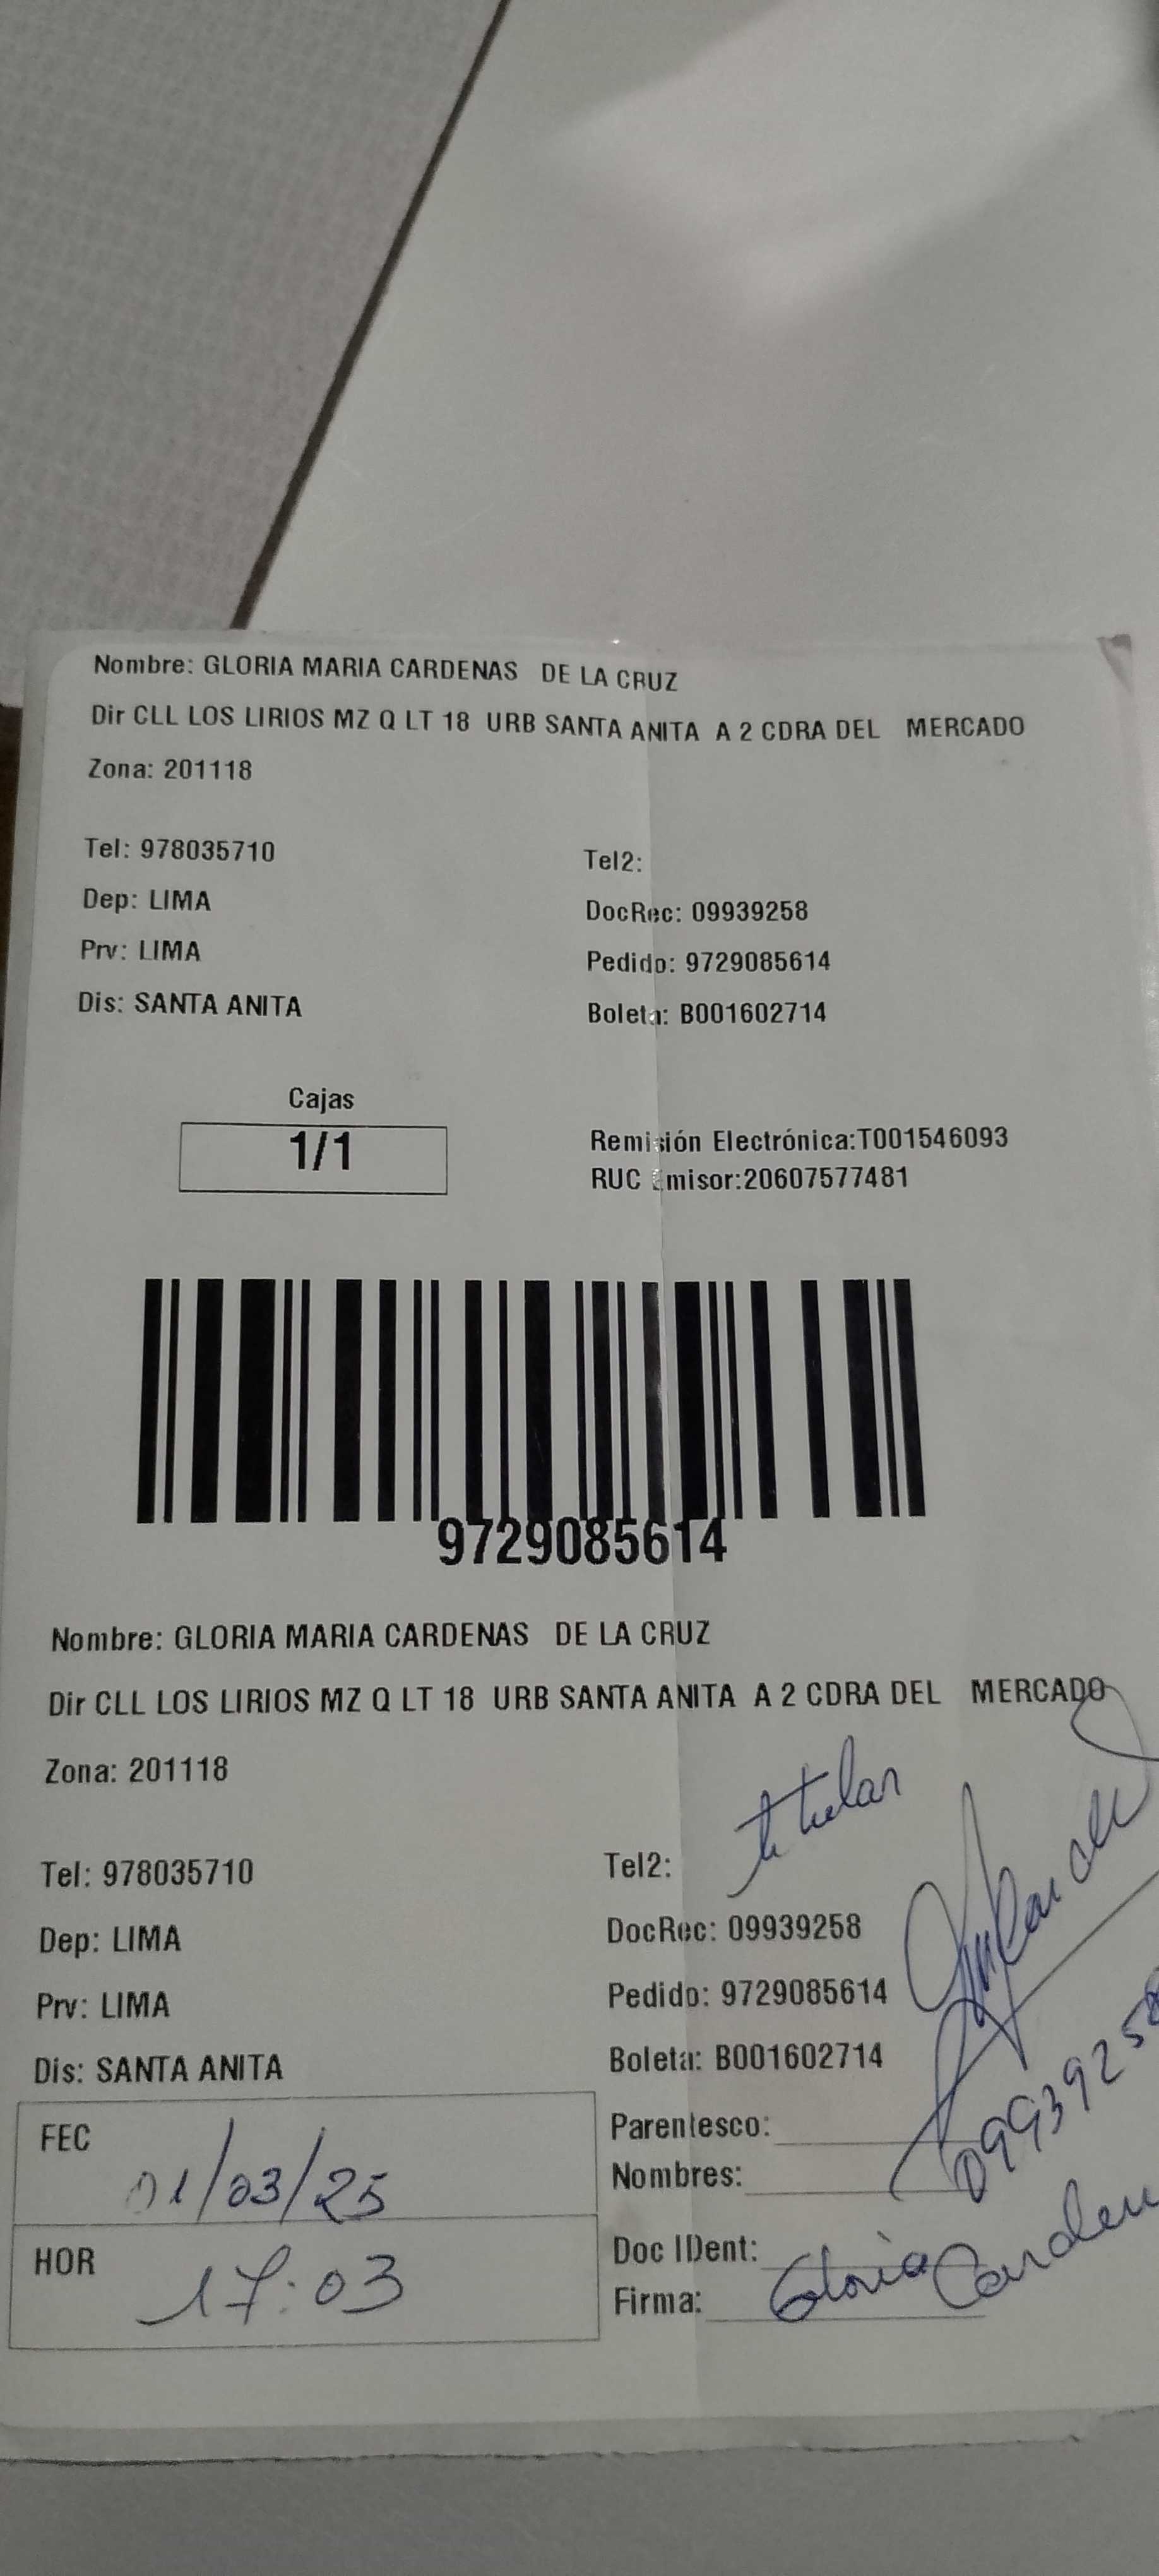 Nombre: GLORIA MARIA CARDENAS DE LA CRUZ
Dir CLL LOS LIRIOS MZ Q LT 18 URB SANTA ANITA A 2 CDRA DEL MERCADO
Zona: 201118
Tel: 978035710
Tel2:
Dep: LIMA
DocRec: 09939258
Prv: LIMA
Pedido: 9729085614
Dis: SANTA ANITA
Boleta: B001602714
Cajas
1/1
Remisión Electrónica:T001546093
RUC Emisor:20607577481
9729085614
Nombre: GLORIA MARIA CARDENAS DE LA CRUZ
Dir CLL LOS LIRIOS MZ Q LT 18 URB SANTA ANITA A 2 CDRA DEL MERCADO
Zona: 201118
titular
Tel: 978035710
Tel2:
Dep: LIMA
DocRec: 09939258
Prv: LIMA
Pedido: 9729085614
Dis: SANTA ANITA
Boleta: B001602714
FEC 01/03/25
Parentesco:
Nombres:
09939258
HOR 17:03
Doc IDent:
Firma: Gloria